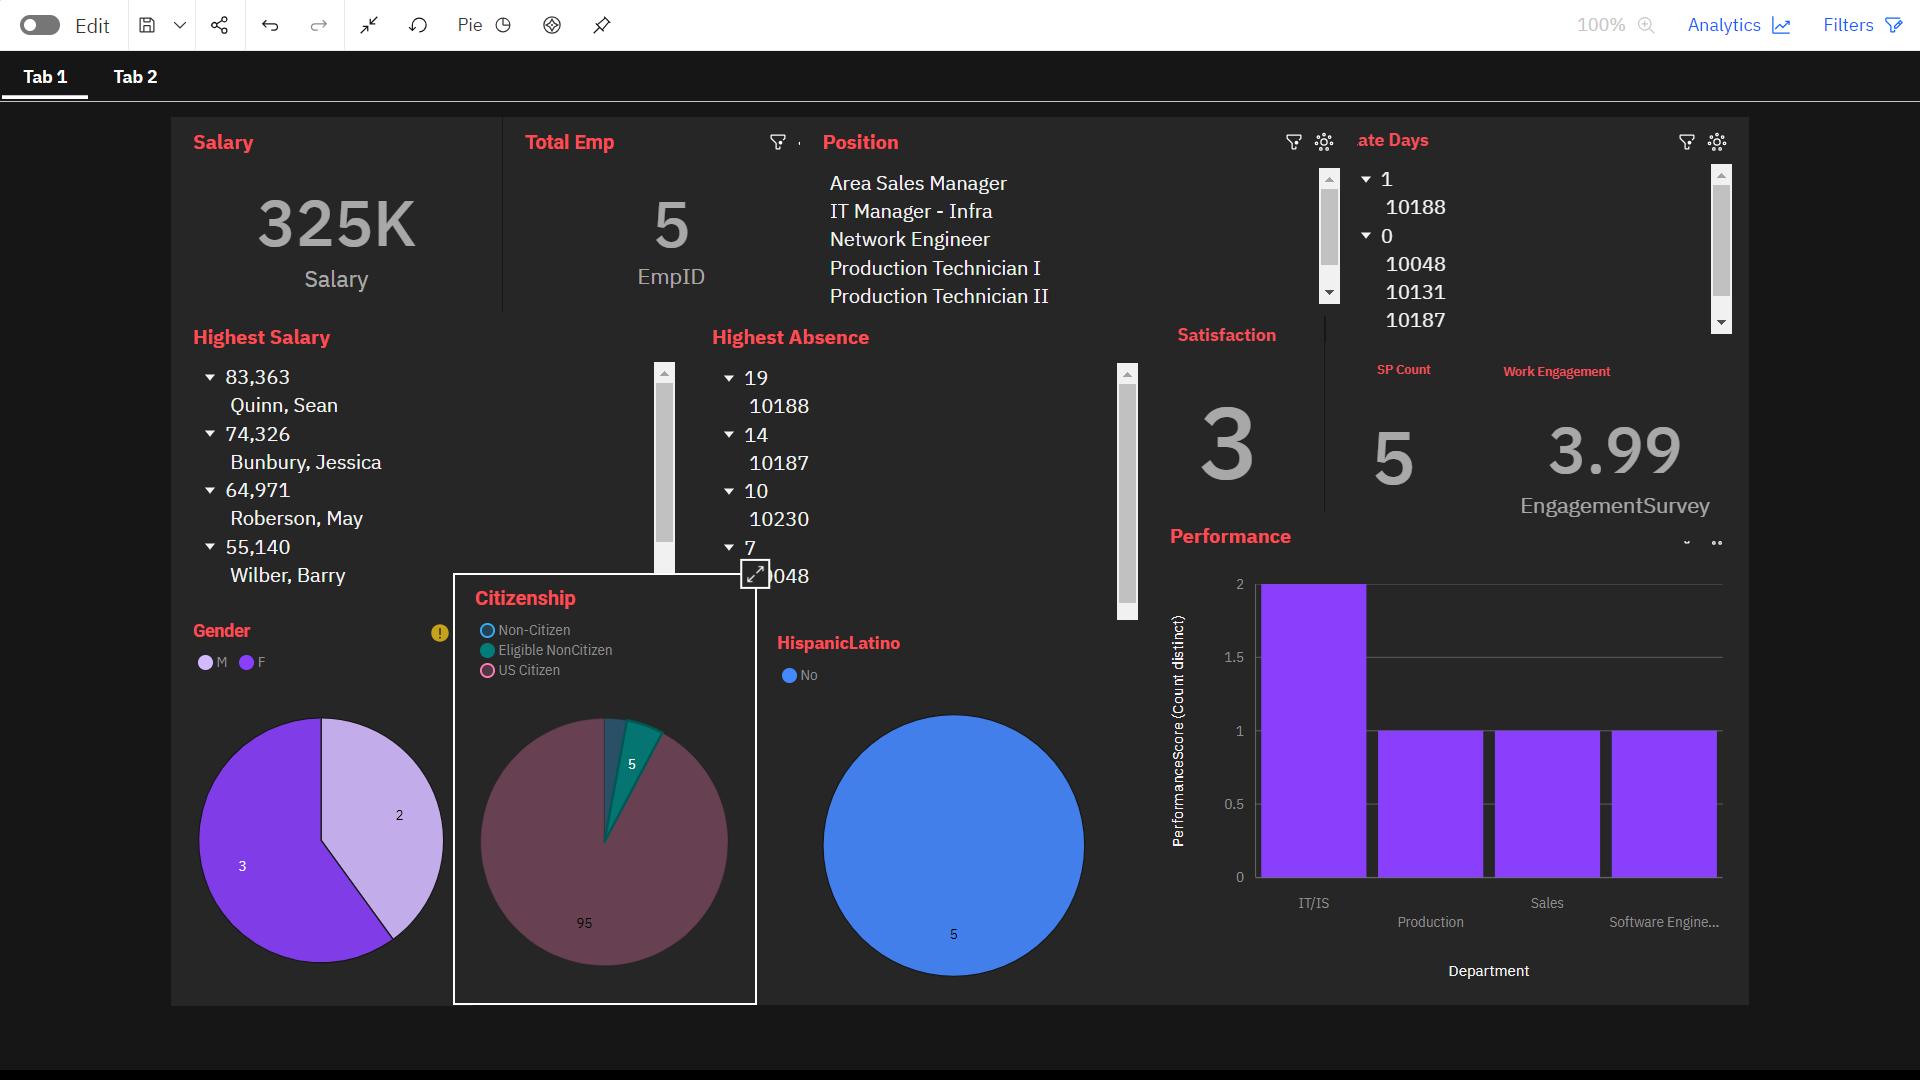 Edit
Pie
100%
Analytics
Filters
Tab 1
Tab 2
Salary
325K
Salary
Total Emp
5
EmpID
Position
Area Sales Manager
IT Manager - Infra
Network Engineer
Production Technician I
Production Technician II
ate Days
1
10188
0
10048
10131
10187
Highest Salary
83,363
Quinn, Sean
74,326
Bunbury, Jessica
64,971
Roberson, May
55,140
Wilber, Barry
Highest Absence
19
10188
14
10187
10
10230
7
0048
Satisfaction
3
SP Count
5
Work Engagement
3.99
EngagementSurvey
Gender
M
F
2
3
Citizenship
Non-Citizen
Eligible NonCitizen
US Citizen
5
95
HispanicLatino
No
5
Performance
PerformanceScore (Count distinct)
2
1.5
1
0.5
0
IT/IS
Production
Sales
Software Engine...
Department